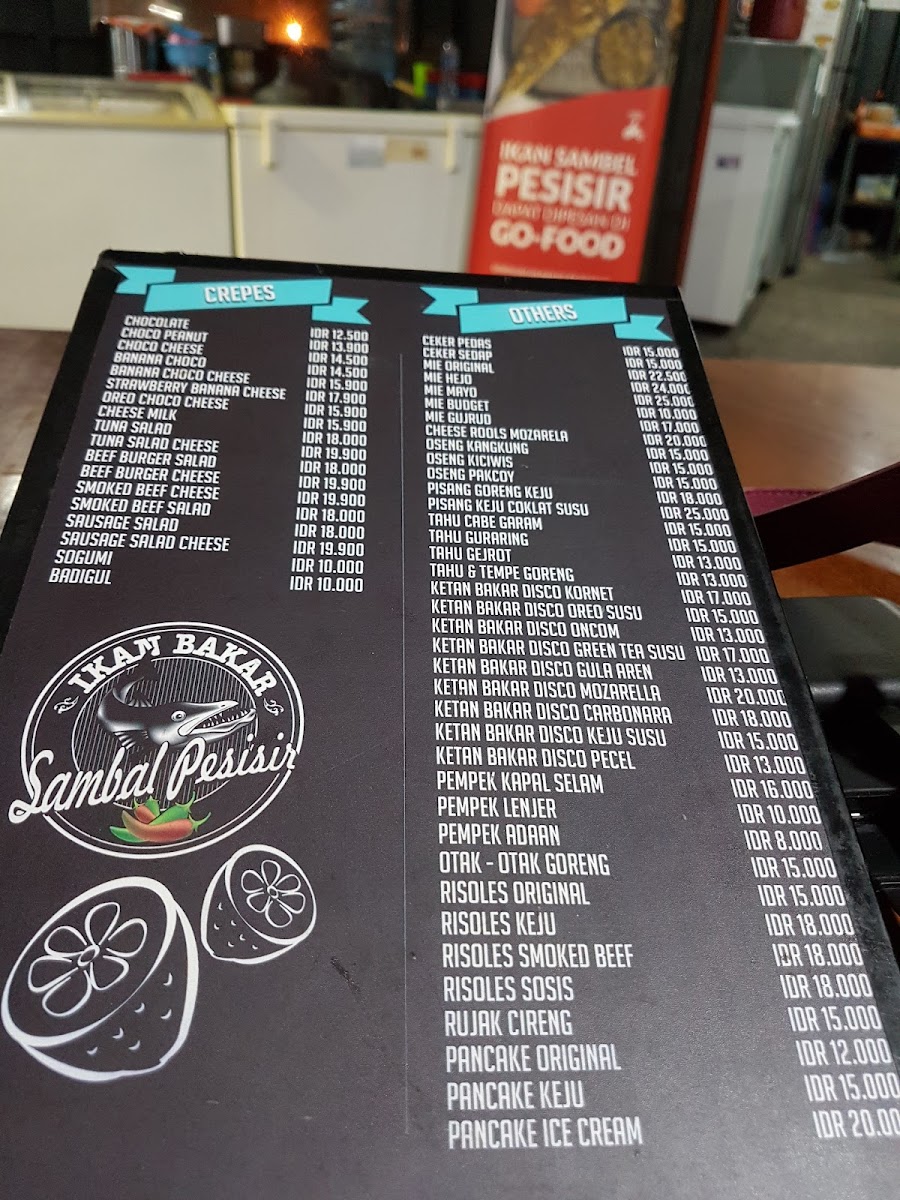 IKAN SAMBEL
PESISIR
DAPAT DIPESAN DI
GO-FOOD
CREPES
CHOCOLATE IDR 12.500
CHOCO PEANUT IDR 13.900
CHOCO CHEESE IDR 14.500
BANANA CHOCO IDR 14.500
BANANA CHOCO CHEESE IDR 15.900
STRAWBERRY BANANA CHEESE IDR 17.900
OREO CHOCO CHEESE IDR 15.900
CHEESE MILK IDR 15.900
TUNA SALAD IDR 18.000
TUNA SALAD CHEESE IDR 19.900
BEEF BURGER SALAD IDR 18.000
BEEF BURGER CHEESE IDR 19.900
SMOKED BEEF CHEESE IDR 19.900
SMOKED BEEF SALAD IDR 18.000
SAUSAGE SALAD IDR 18.000
SAUSAGE SALAD CHEESE IDR 19.900
SOGUMI IDR 10.000
BADIGUL IDR 10.000
IKAN BAKAR
Sambal Pesisir
OTHERS
CEKER PEDAS IDR 15.000
CEKER SEDAP IDR 15.000
MIE ORIGINAL IDR 22.500
MIE HEJO IDR 24.000
MIE MAYO IDR 25.000
MIE BUDGET IDR 10.000
MIE GUJRUD IDR 17.000
CHEESE ROOLS MOZARELA IDR 20.000
OSENG KANGKUNG IDR 15.000
OSENG KICIWIS IDR 15.000
OSENG PAKCOY IDR 15.000
PISANG GORENG KEJU IDR 18.000
PISANG KEJU COKLAT SUSU IDR 25.000
TAHU CABE GARAM IDR 15.000
TAHU GURARING IDR 15.000
TAHU GEJROT IDR 13.000
TAHU & TEMPE GORENG IDR 13.000
KETAN BAKAR DISCO KORNET IDR 17.000
KETAN BAKAR DISCO OREO SUSU IDR 15.000
KETAN BAKAR DISCO ONCOM IDR 13.000
KETAN BAKAR DISCO GREEN TEA SUSU IDR 17.000
KETAN BAKAR DISCO GULA AREN IDR 13.000
KETAN BAKAR DISCO MOZARELLA IDR 20.000
KETAN BAKAR DISCO CARBONARA IDR 18.000
KETAN BAKAR DISCO KEJU SUSU IDR 15.000
KETAN BAKAR DISCO PECEL IDR 13.000
PEMPEK KAPAL SELAM IDR 16.000
PEMPEK LENJER IDR 10.000
PEMPEK ADAAN IDR 8.000
OTAK - OTAK GORENG IDR 15.000
RISOLES ORIGINAL IDR 15.000
RISOLES KEJU IDR 18.000
RISOLES SMOKED BEEF IDR 18.000
RISOLES SOSIS IDR 18.000
RUJAK CIRENG IDR 15.000
PANCAKE ORIGINAL IDR 12.000
PANCAKE KEJU IDR 15.000
PANCAKE ICE CREAM IDR 20.00